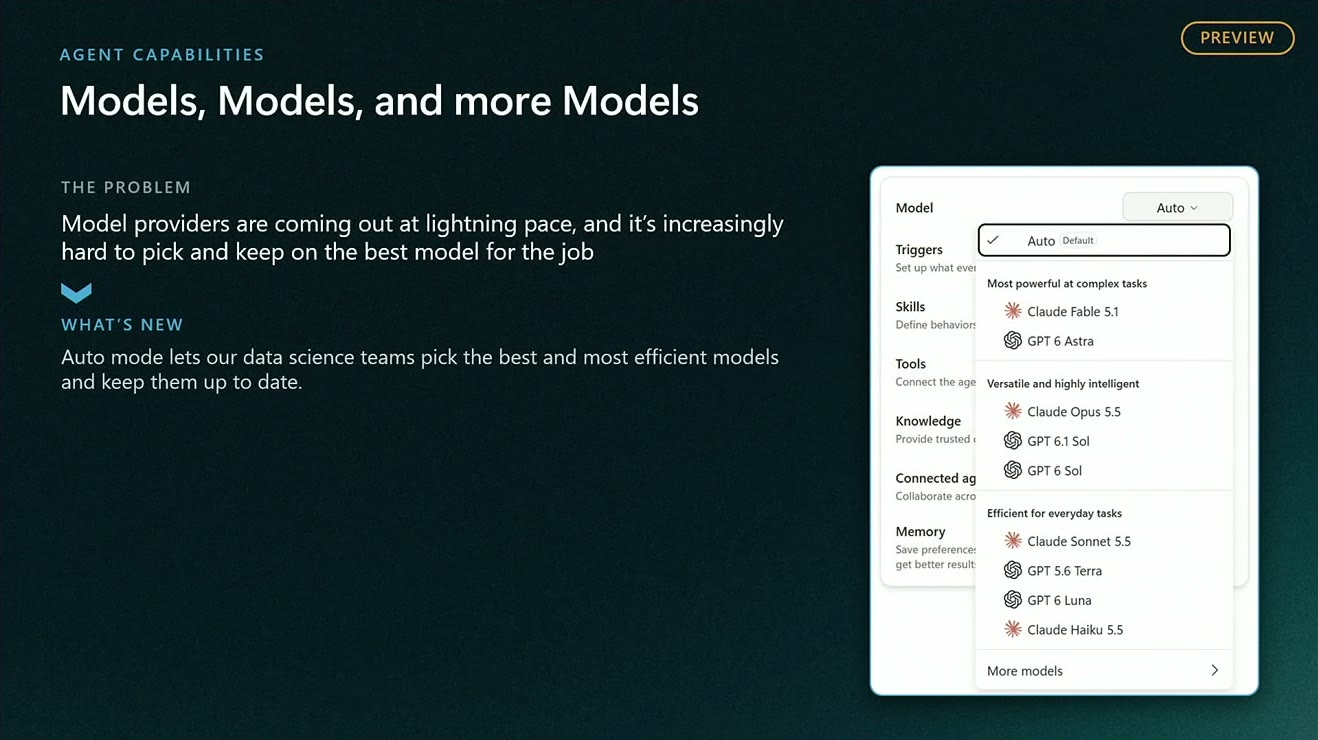 AGENT CAPABILITIES
PREVIEW
Models, Models, and more Models
THE PROBLEM
Model providers are coming out at lightning pace, and it's increasingly
hard to pick and keep on the best model for the job
WHAT'S NEW
Auto mode lets our data science teams pick the best and most efficient models
and keep them up to date.
Model
Auto
Triggers
Set up what ever
Skills
Define behaviors
Tools
Connect the age
Knowledge
Provide trusted
Connected ag
Collaborate acro
Memory
Save preferences
get better result
Auto Default
Most powerful at complex tasks
Claude Fable 5.1
GPT 6 Astra
Versatile and highly intelligent
Claude Opus 5.5
GPT 6.1 Sol
GPT 6 Sol
Efficient for everyday tasks
Claude Sonnet 5.5
GPT 5.6 Terra
GPT 6 Luna
Claude Haiku 5.5
More models